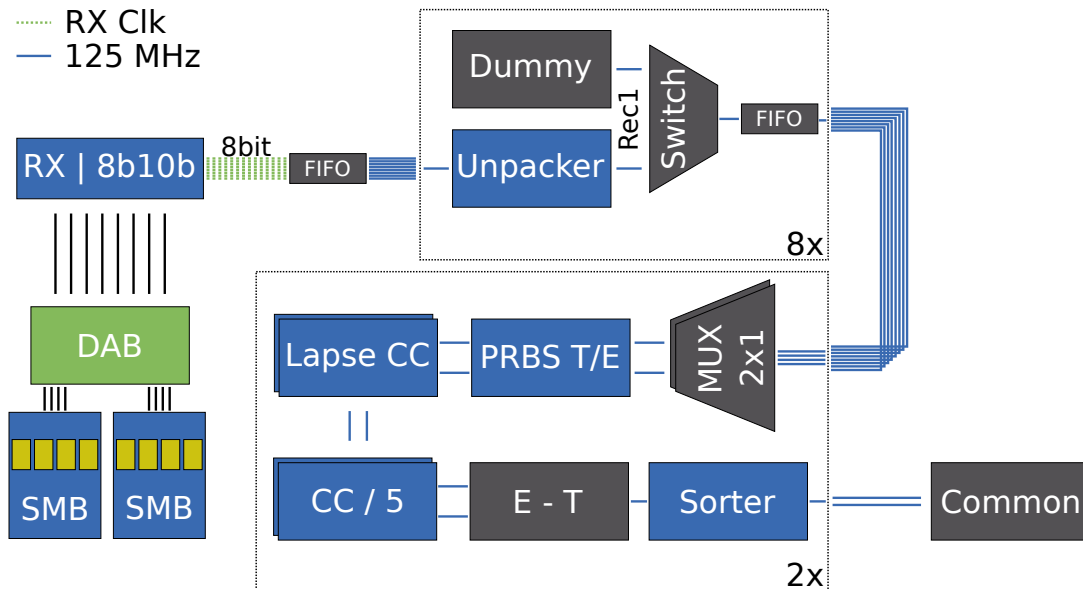 RX Clk
125 MHz
Dummy
Rec1
Switch
FIFO
8bit
RX | 8b10b
FIFO
Unpacker
8x
DAB
Lapse CC
PRBS T/E
MUX
2x1
SMB
SMB
CC / 5
E - T
Sorter
Common
2x